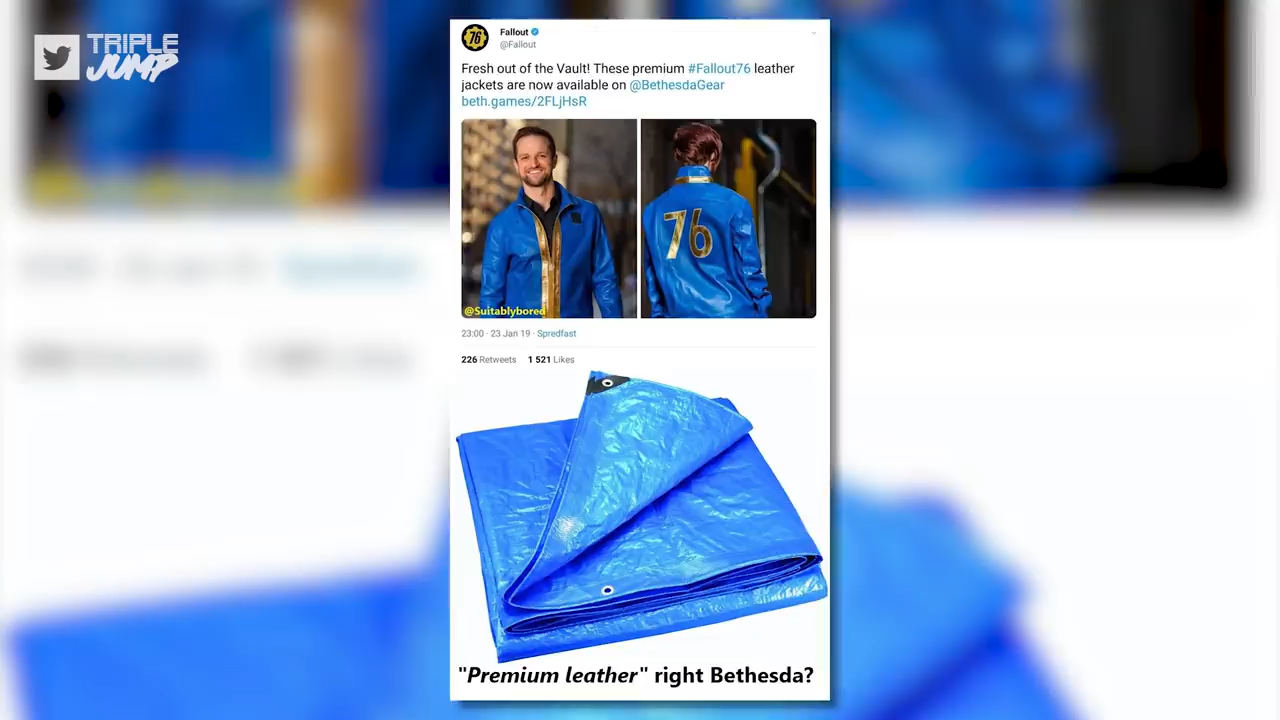 TRIPLE
JUMP
76
Fallout
@Fallout
Fresh out of the Vault! These premium #Fallout76 leather
jackets are now available on @BethesdaGear
beth.games/2FLjHsR
76
@Suitablybored
23:00 · 23 Jan 19 · Spredfast
226 Retweets 1 521 Likes
"Premium leather" right Bethesda?